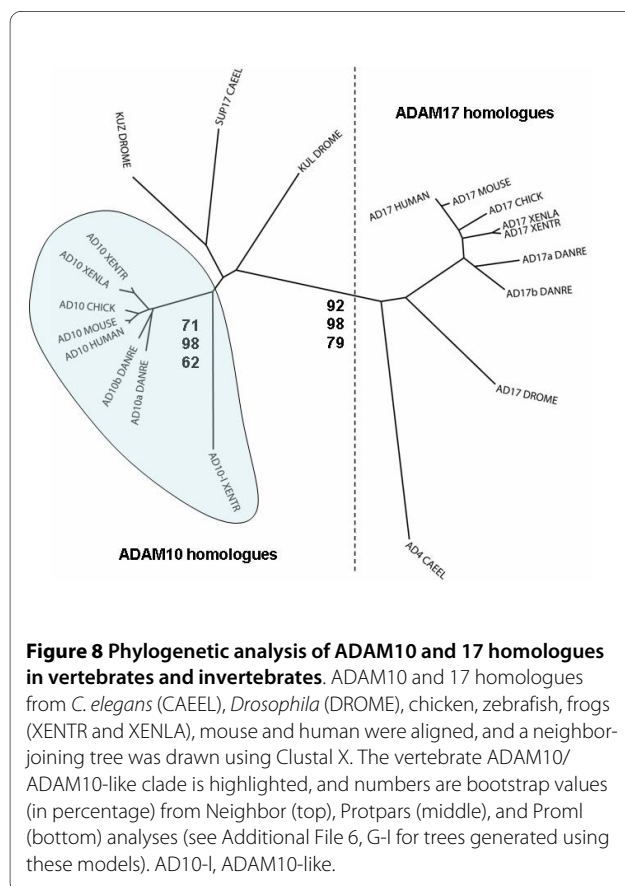 SUP17 CAEEL
KUZ DROME
KUL DROME
ADAM17 homologues
AD17 HUMAN
AD17 MOUSE
AD17 CHICK
AD17 XENLA
AD17 XENTR
AD17a DANRE
AD17b DANRE
AD10 XENTR
AD10 XENLA
AD10 CHICK
AD10 MOUSE
AD10 HUMAN
AD10b DANRE
AD10a DANRE
71
98
62
92
98
79
AD17 DROME
AD10-l XENTR
AD4 CAEEL
ADAM10 homologues
Figure 8 Phylogenetic analysis of ADAM10 and 17 homologues
in vertebrates and invertebrates. ADAM10 and 17 homologues
from C. elegans (CAEEL), Drosophila (DROME), chicken, zebrafish, frogs
(XENTR and XENLA), mouse and human were aligned, and a neighbor-
joining tree was drawn using Clustal X. The vertebrate ADAM10/
ADAM10-like clade is highlighted, and numbers are bootstrap values
(in percentage) from Neighbor (top), Protpars (middle), and Proml
(bottom) analyses (see Additional File 6, G-I for trees generated using
these models). AD10-l, ADAM10-like.